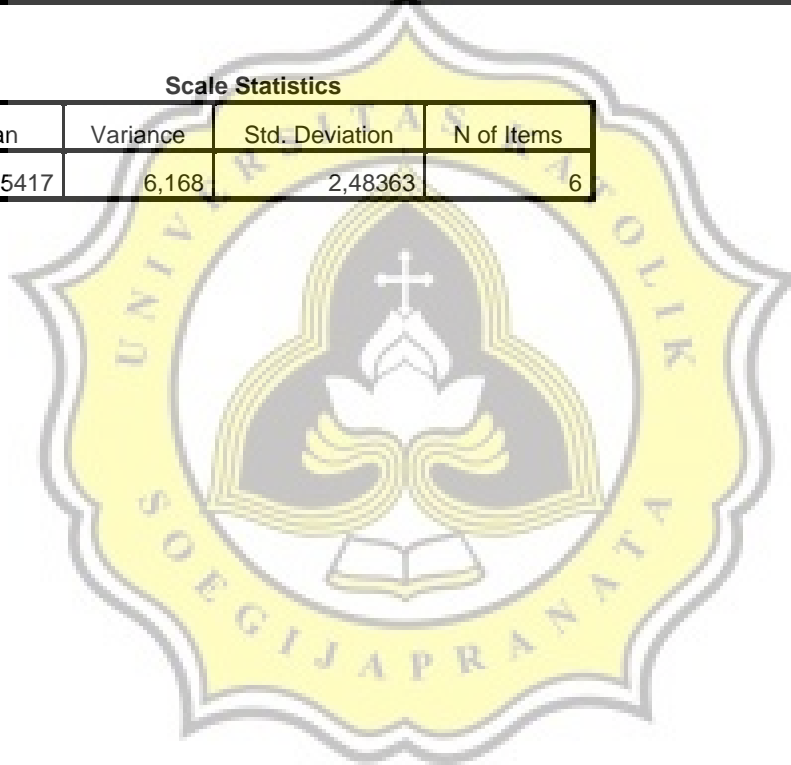 Scale Statistics
an Variance Std. Deviation N of Items
5417 6,168 2,48363 6
UNIVERSITAS KATOLIK
SOEGIJAPRANATA